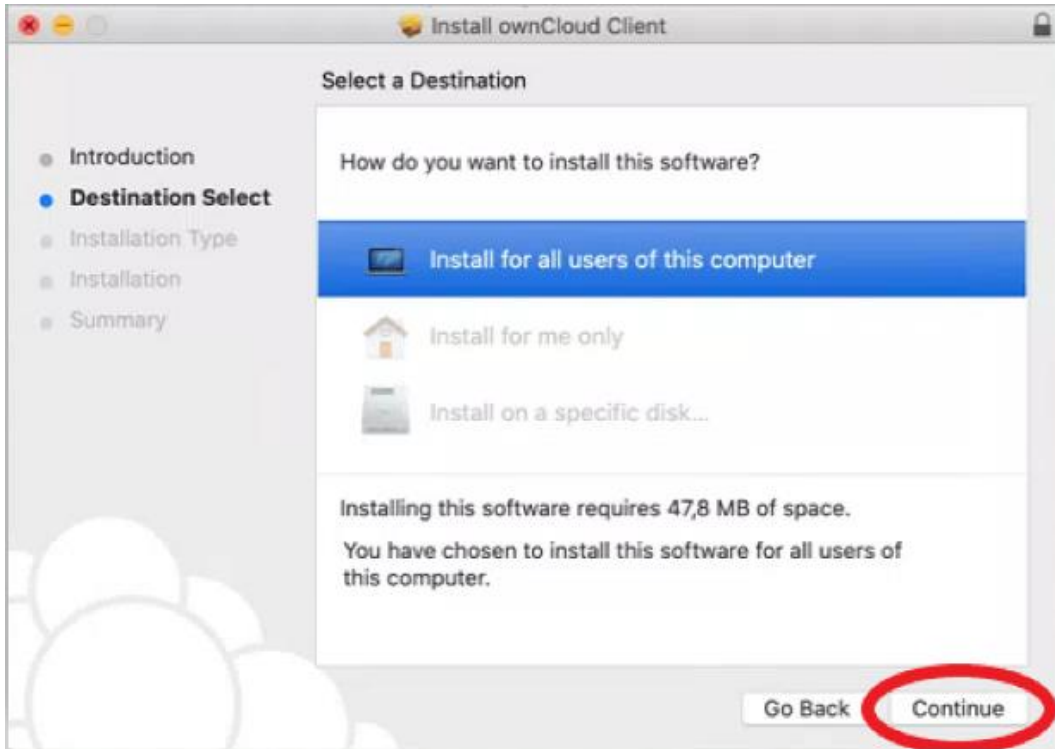 Install ownCloud Client
Select a Destination
Introduction
Destination Select
Installation Type
Installation
Summary
How do you want to install this software?
Install for all users of this computer
Install for me only
Install on a specific disk...
Installing this software requires 47,8 MB of space.
You have chosen to install this software for all users of
this computer.
Go Back
Continue